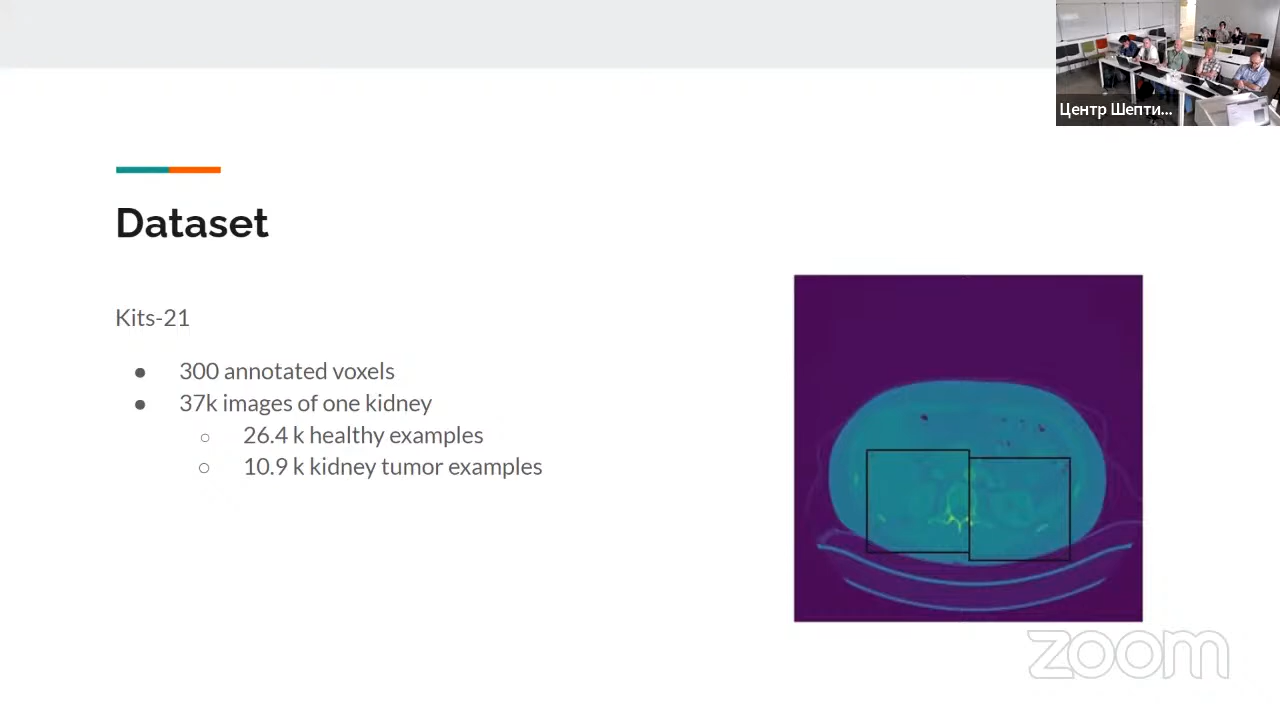 Центр Шепти...
Dataset
Kits-21
● 300 annotated voxels
● 37k images of one kidney
○ 26.4 k healthy examples
○ 10.9 k kidney tumor examples
zoom